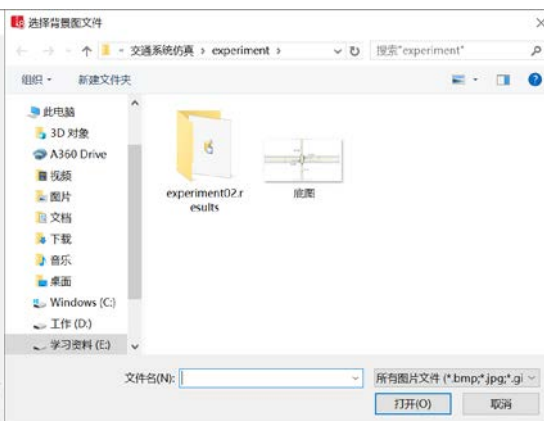 选择背景图文件
交通系统仿真 › experiment ›
搜索"experiment"
组织
新建文件夹
此电脑
3D 对象
A360 Drive
视频
图片
文档
下载
音乐
桌面
Windows (C:)
工作 (D:)
学习资料 (E:)
experiment02.r
esults
底图
文件名(N):
所有图片文件 (*.bmp;*.jpg;*.gi
打开(O)
取消